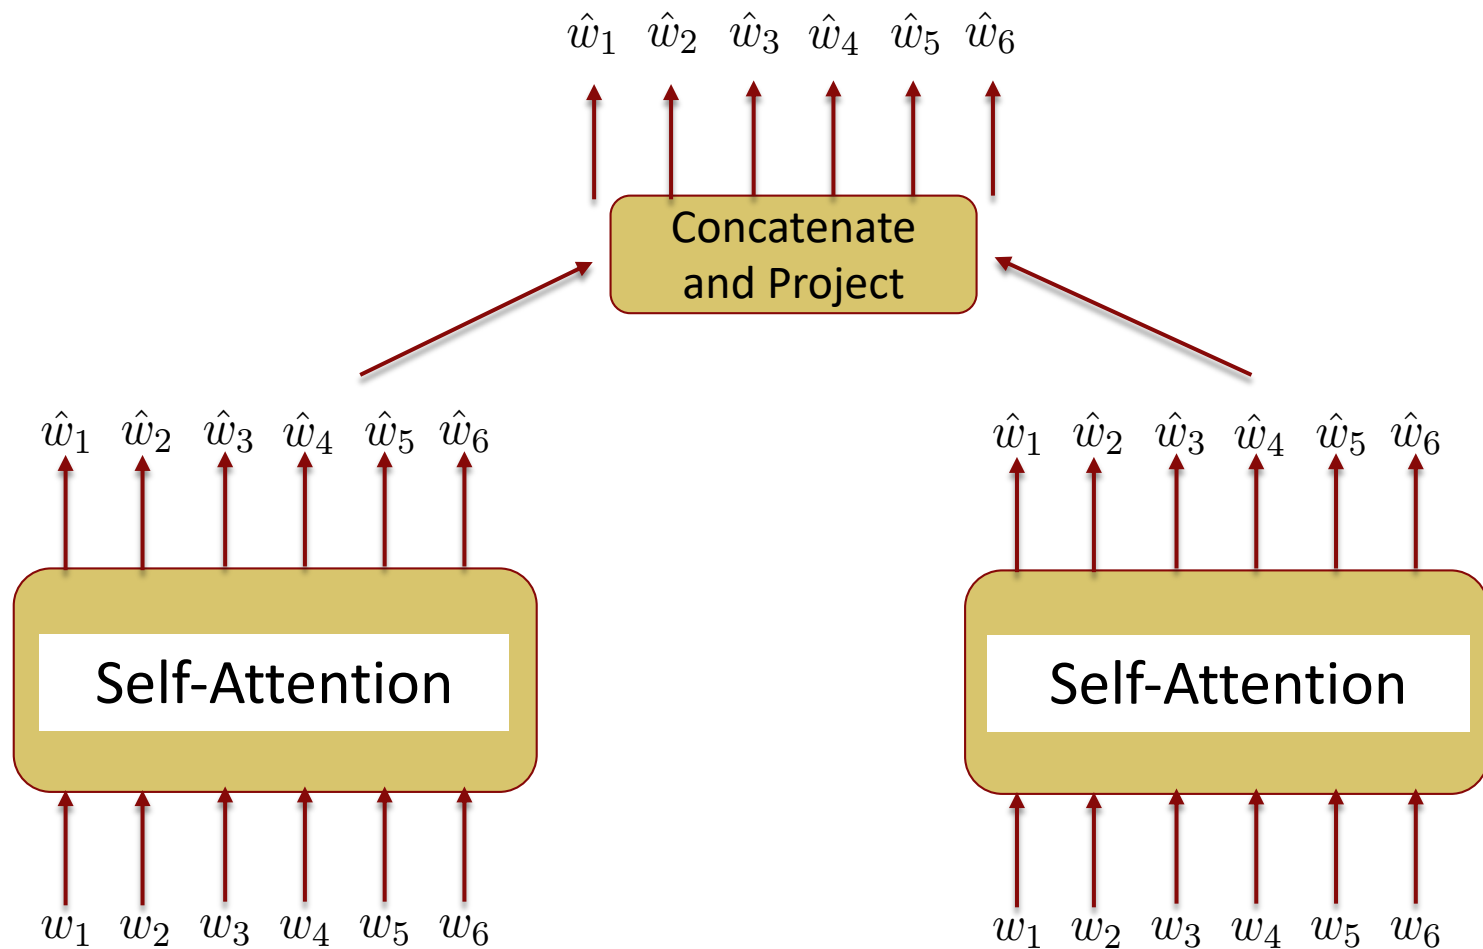 ŵ₁ ŵ₂ ŵ₃ ŵ₄ ŵ₅ ŵ₆
Concatenate
and Project
ŵ₁ ŵ₂ ŵ₃ ŵ₄ ŵ₅ ŵ₆
ŵ₁ ŵ₂ ŵ₃ ŵ₄ ŵ₅ ŵ₆
Self-Attention
Self-Attention
w₁ w₂ w₃ w₄ w₅ w₆
w₁ w₂ w₃ w₄ w₅ w₆